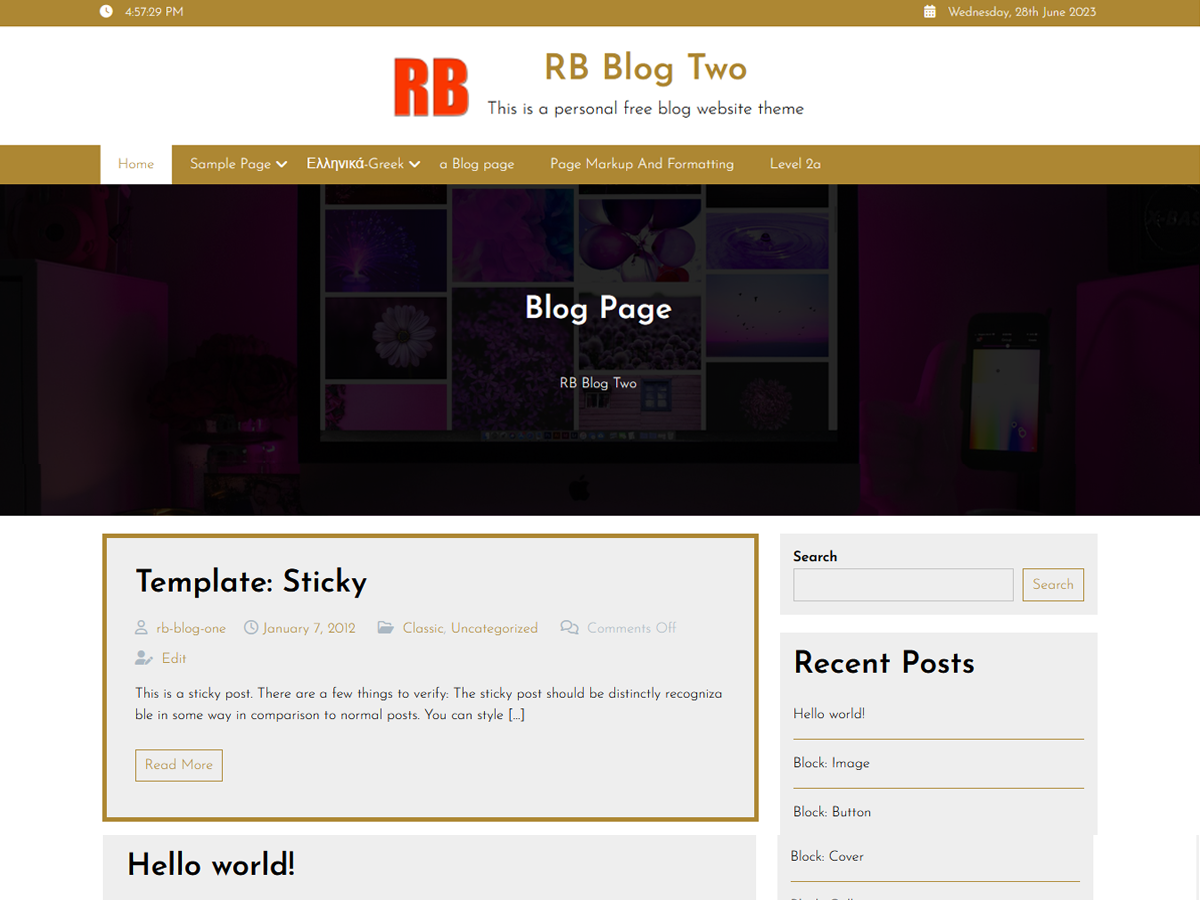 4:57:29 PM
Wednesday, 28th June 2023
RB
RB Blog Two
This is a personal free blog website theme
Home
Sample Page
Ελληνικά-Greek
a Blog page
Page Markup And Formatting
Level 2a
Blog Page
RB Blog Two
Template: Sticky
rb-blog-one
January 7, 2012
Classic, Uncategorized
Comments Off
Edit
This is a sticky post. There are a few things to verify: The sticky post should be distinctly recogniza
ble in some way in comparison to normal posts. You can style [...]
Read More
Hello world!
Search
Search
Recent Posts
Hello world!
Block: Image
Block: Button
Block: Cover